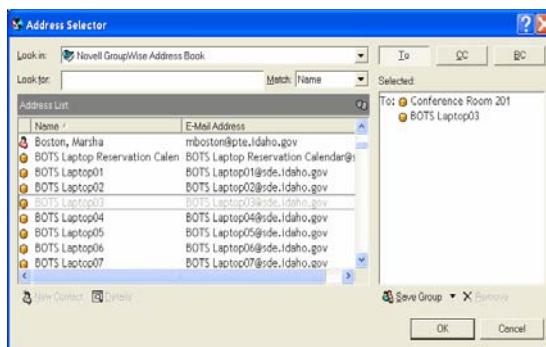 Address Selector
Look in: Novell GroupWise Address Book
To CC BC
Look for: Match: Name
Selected:
Address List
To: Conference Room 201
BOTS Laptop03
Name E-Mail Address
Boston, Marsha mboston@pte.idaho.gov
BOTS Laptop Reservation Calen BOTS Laptop Reservation Calendar@s
BOTS Laptop01 BOTS Laptop01@sde.idaho.gov
BOTS Laptop02 BOTS Laptop02@sde.idaho.gov
BOTS Laptop03 BOTS Laptop03@sde.idaho.gov
BOTS Laptop04 BOTS Laptop04@sde.idaho.gov
BOTS Laptop05 BOTS Laptop05@sde.idaho.gov
BOTS Laptop06 BOTS Laptop06@sde.idaho.gov
BOTS Laptop07 BOTS Laptop07@sde.idaho.gov
New Contact Details
Save Group Remove
OK Cancel